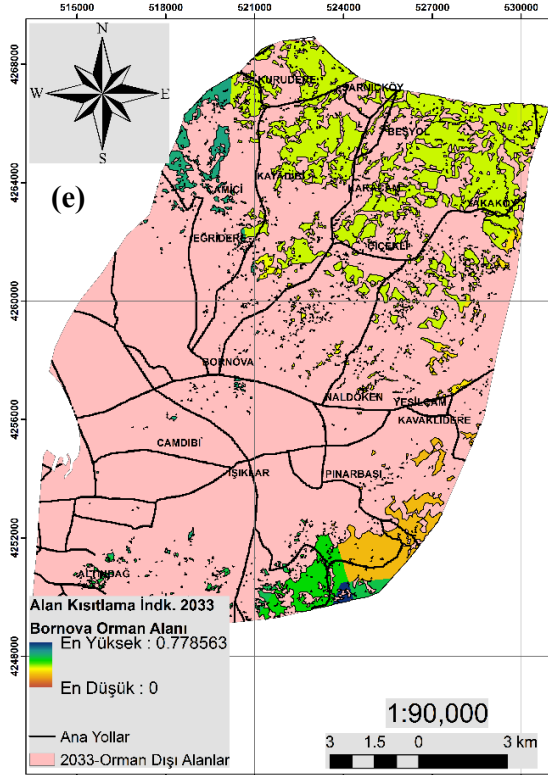 515000 518000 521000 524000 527000 530000
N
W E
S
(e)
4268000
4264000
4260000
4256000
4252000
4248000
KURUDERE
SARNIÇKÖY
BEŞYOL
KAYADİBİ
KARAÇAM
ÇAMİÇİ
YAKAKÖY
EĞRİDERE
ÇİÇEKLİ
BORNOVA
NALDÖKEN
YEŞİLÇAM
KAVAKLIDERE
ÇAMDIBI
IŞIKLAR
PINARBAŞI
ALTINDAĞ
Alan Kısıtlama İndk. 2033
Bornova Orman Alanı
En Yüksek : 0.778563
En Düşük : 0
Ana Yollar
2033-Orman Dışı Alanlar
1:90,000
3 1.5 0 3 km